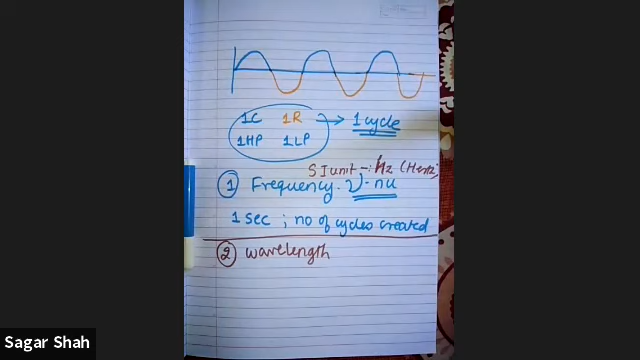 1C 1R → 1 cycle
1HP 1LP
SI unit -: Hz (Hertz)
① Frequency. ν - nu
1 sec ; no of cycles created
② wavelength
Sagar Shah